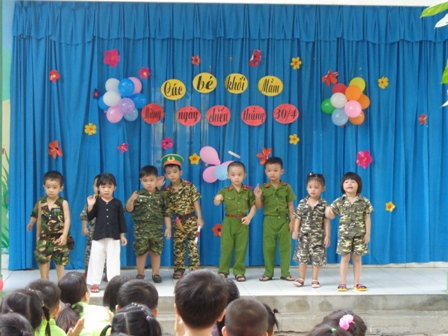 Các bé khối Mầm
Mừng ngày chiến thắng 30/4